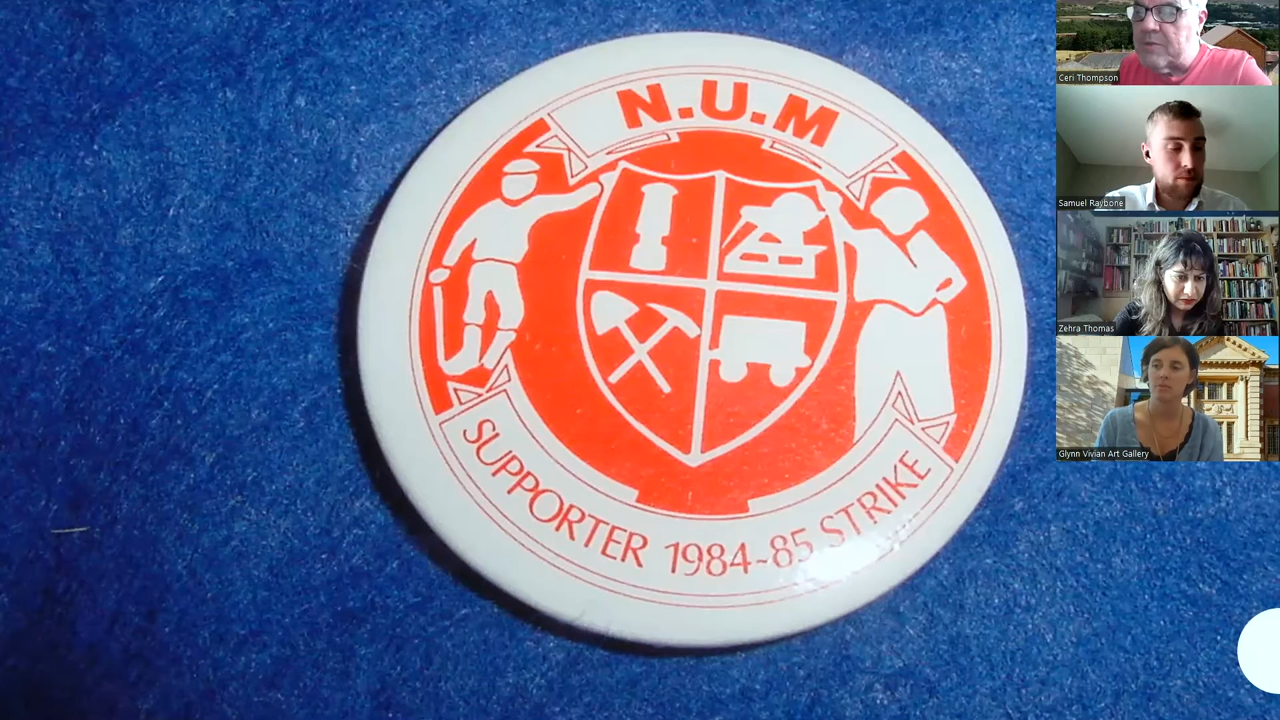 N.U.M
SUPPORTER 1984-85 STRIKE
Ceri Thompson
Samuel Raybone
Zehra Thomas
Glynn Vivian Art Gallery